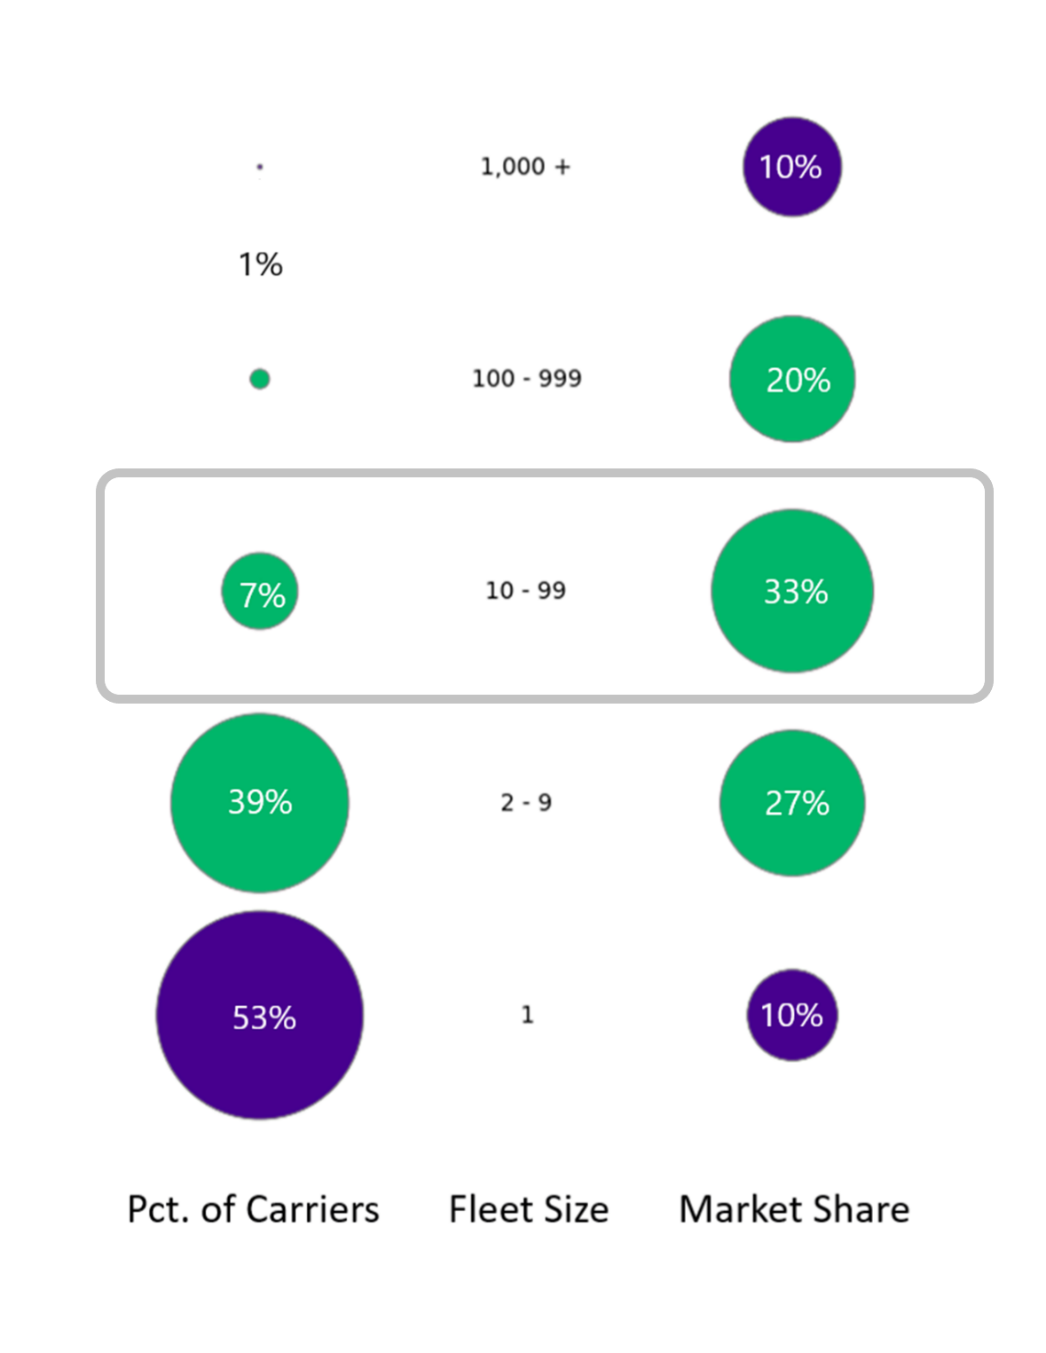 1,000 + 10%
1%
100 - 999 20%
7% 10 - 99 33%
39% 2 - 9 27%
53% 1 10%
Pct. of Carriers Fleet Size Market Share